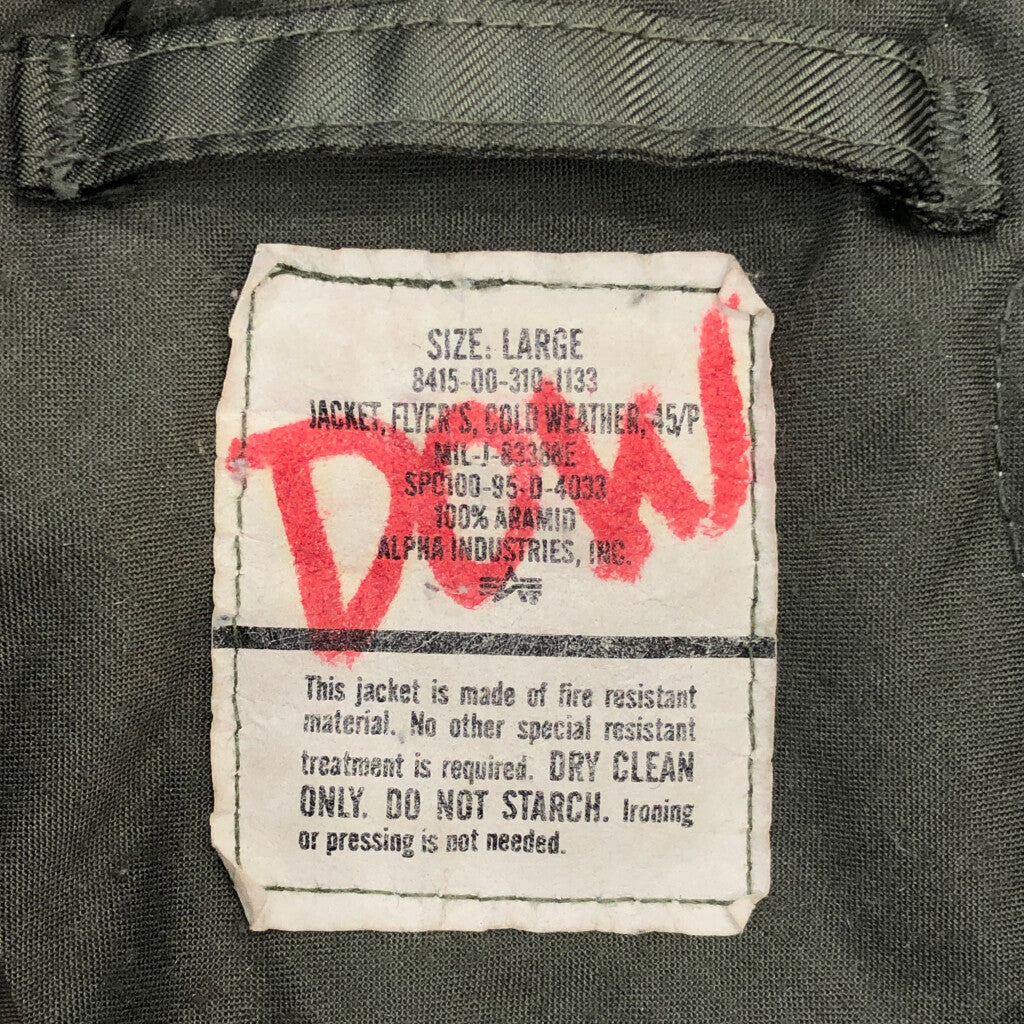 SIZE: LARGE
8415-00-310-1133
JACKET, FLYER'S, COLD WEATHER, 45/P
MIL-J-83388E
SPO100-95-D-4033
100% ARAMID
ALPHA INDUSTRIES, INC.
DOW
This jacket is made of fire resistant
material. No other special resistant
treatment is required. DRY CLEAN
ONLY. DO NOT STARCH. Ironing
or pressing is not needed.